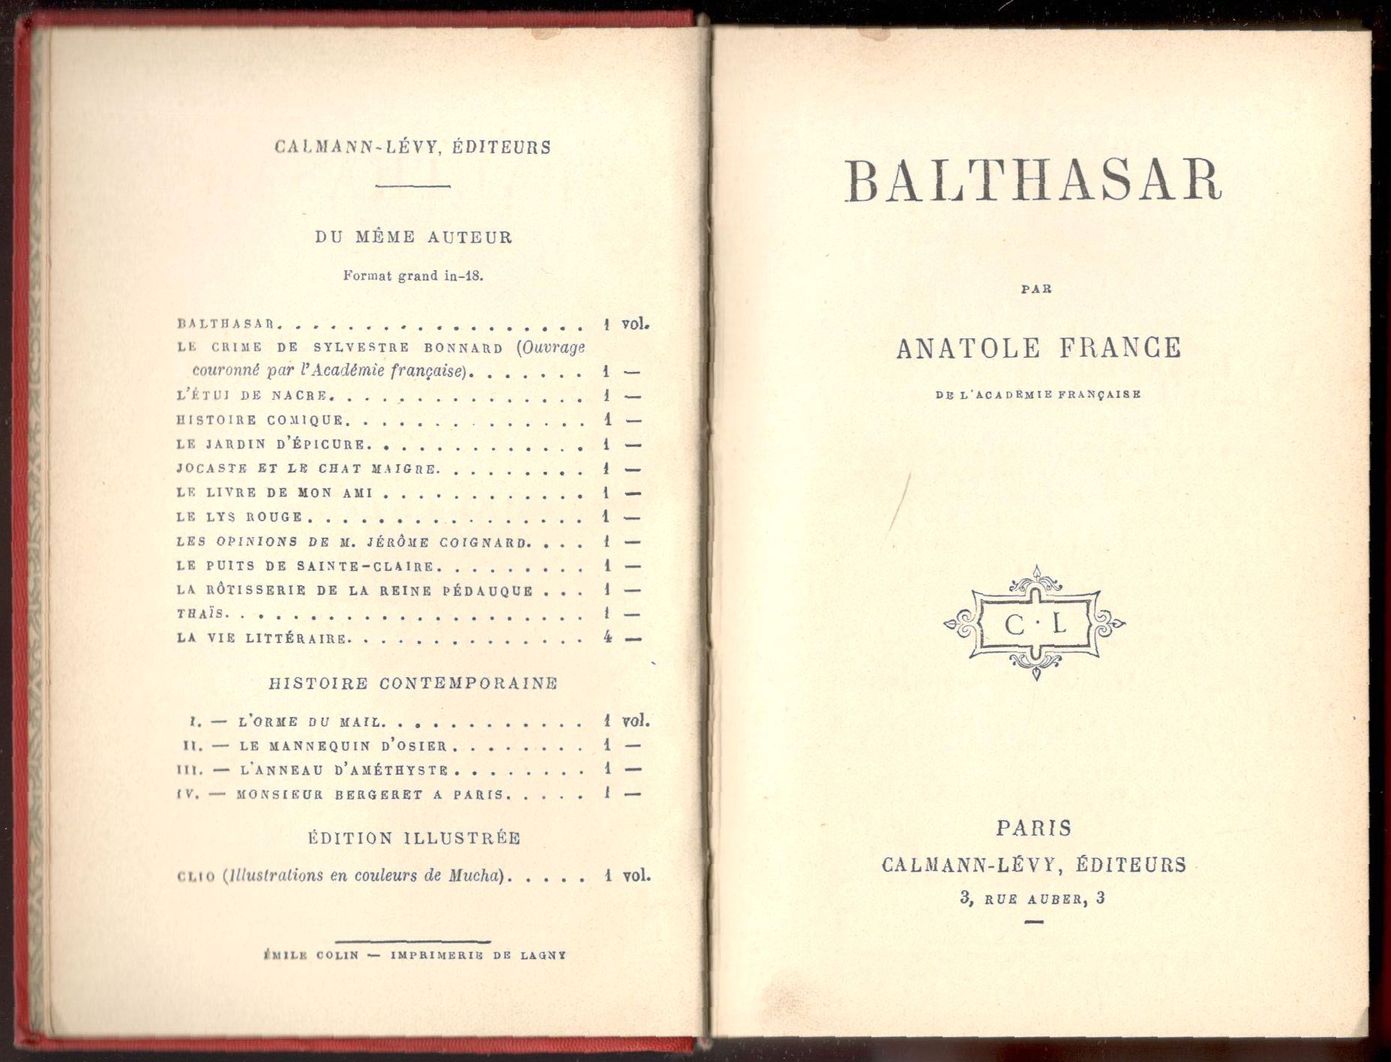 CALMANN-LÉVY, ÉDITEURS
DU MÊME AUTEUR
Format grand in-18.
BALTHASAR. . . . . . . . . . . . . . . . . . 1 vol.
LE CRIME DE SYLVESTRE BONNARD (Ouvrage
couronné par l'Académie française). . . . . . . 1 —
L'ÉTUI DE NACRE. . . . . . . . . . . . . . . 1 —
HISTOIRE COMIQUE. . . . . . . . . . . . . . 1 —
LE JARDIN D'ÉPICURE. . . . . . . . . . . . . 1 —
JOCASTE ET LE CHAT MAIGRE. . . . . . . . . 1 —
LE LIVRE DE MON AMI . . . . . . . . . . . . 1 —
LE LYS ROUGE. . . . . . . . . . . . . . . . 1 —
LES OPINIONS DE M. JÉRÔME COIGNARD. . . . 1 —
LE PUITS DE SAINTE-CLAIRE. . . . . . . . . 1 —
LA RÔTISSERIE DE LA REINE PÉDAUQUE . . . 1 —
THAÏS. . . . . . . . . . . . . . . . . . . . . 1 —
LA VIE LITTÉRAIRE. . . . . . . . . . . . . . 4 —
HISTOIRE CONTEMPORAINE
I. — L'ORME DU MAIL. . . . . . . . . . . . 1 vol.
II. — LE MANNEQUIN D'OSIER. . . . . . . . 1 —
III. — L'ANNEAU D'AMÉTHYSTE. . . . . . . . 1 —
IV. — MONSIEUR BERGERET A PARIS. . . . . 1 —
ÉDITION ILLUSTRÉE
CLIO (Illustrations en couleurs de Mucha). . . . . 1 vol.
ÉMILE COLIN — IMPRIMERIE DE LAGNY
BALTHASAR
PAR
ANATOLE FRANCE
DE L'ACADÉMIE FRANÇAISE
C · L
PARIS
CALMANN-LÉVY, ÉDITEURS
3, RUE AUBER, 3